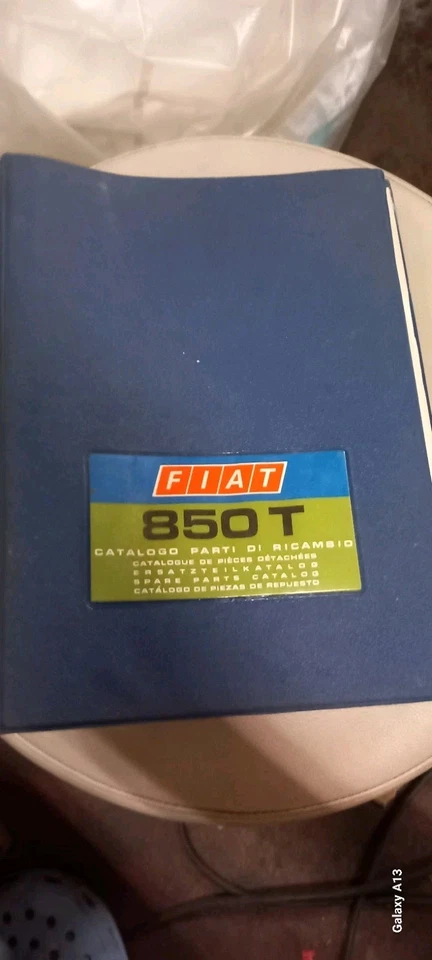 FIAT
850 T
CATALOGO PARTI DI RICAMBIO
CATALOGUE DE PIÈCES DÉTACHÉES
ERSATZTEILKATALOG
SPARE PARTS CATALOG
CATÁLOGO DE PIEZAS DE REPUESTO
Galaxy A13